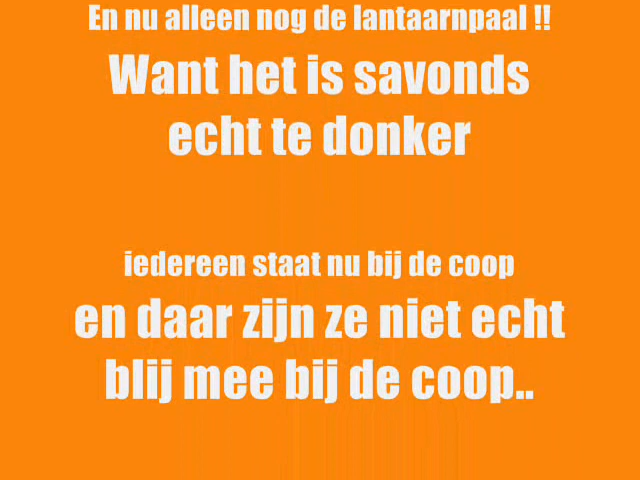 En nu alleen nog de lantaarnpaal !!
Want het is savonds
echt te donker
iedereen staat nu bij de coop
en daar zijn ze niet echt
blij mee bij de coop..